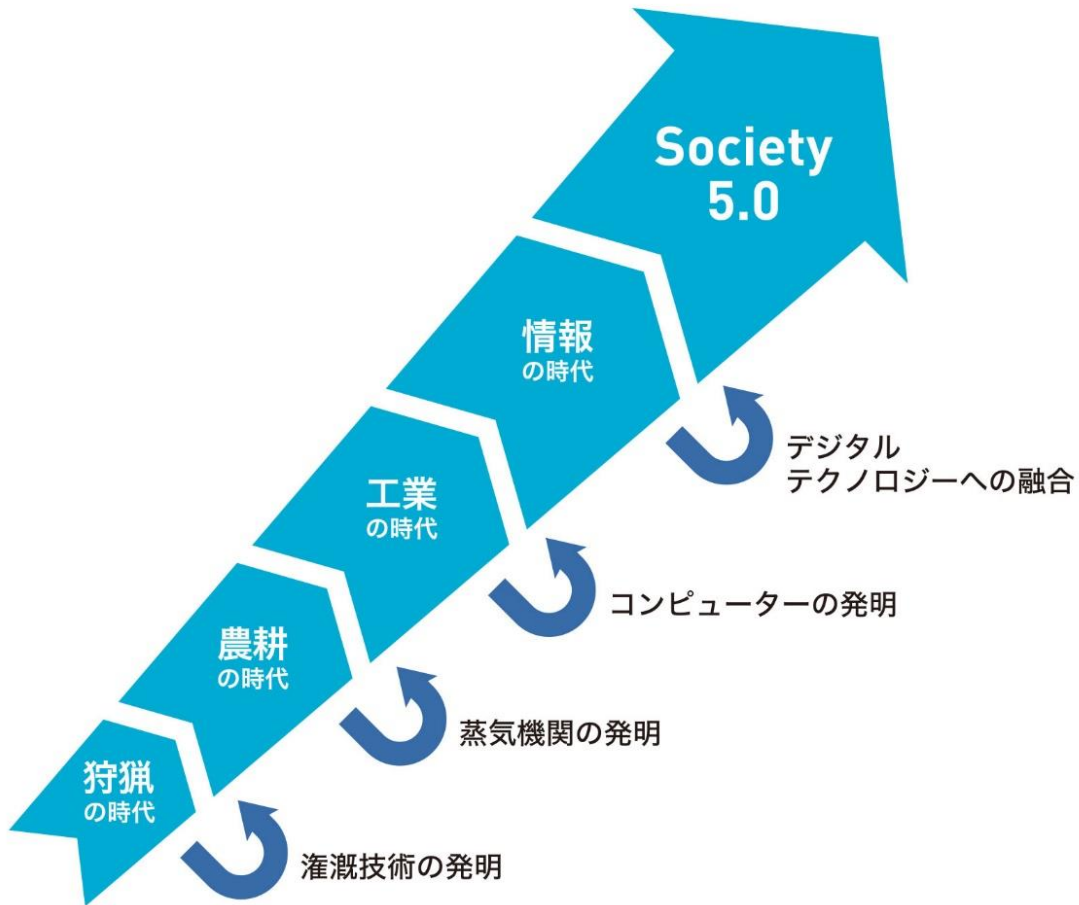 Society
5.0
情報
の時代
デジタル
テクノロジーへの融合
工業
の時代
コンピューターの発明
農耕
の時代
蒸気機関の発明
狩猟
の時代
灌漑技術の発明